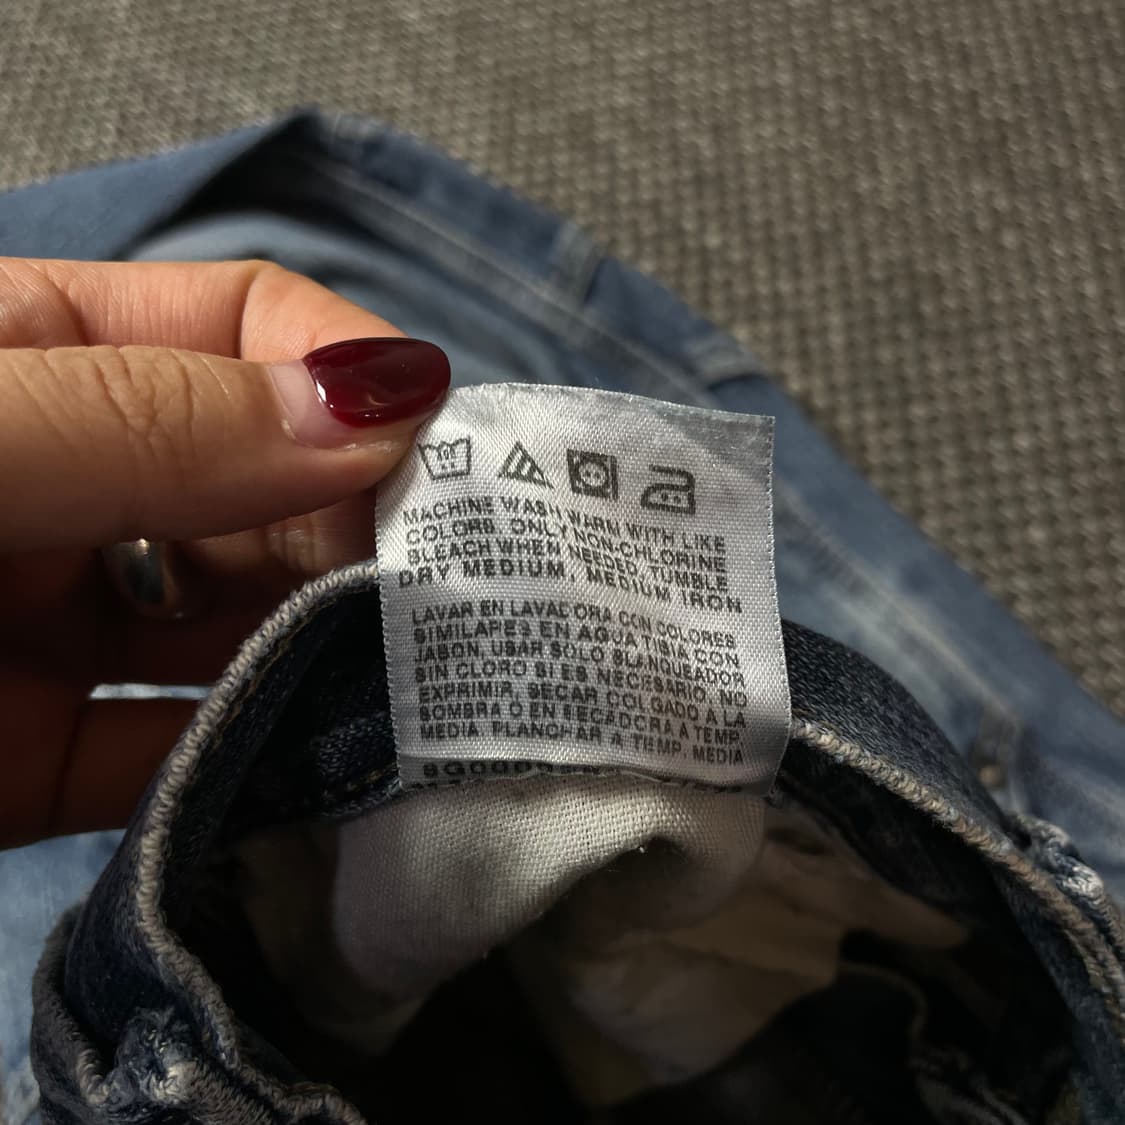 MACHINE WASH WARM WITH LIKE
COLORS. ONLY NON-CHLORINE
BLEACH WHEN NEEDED, TUMBLE
DRY MEDIUM, MEDIUM IRON
LAVAR EN LAVADORA CON COLORES
SIMILARES EN AGUA TIBIA CON
JABON, USAR SOLO BLANQUEADOR
SIN CLORO SI ES NECESARIO, NO
EXPRIMIR, SECAR COLGADO A LA
SOMBRA O EN SECADORA A TEMP.
MEDIA PLANCHAR A TEMP. MEDIA